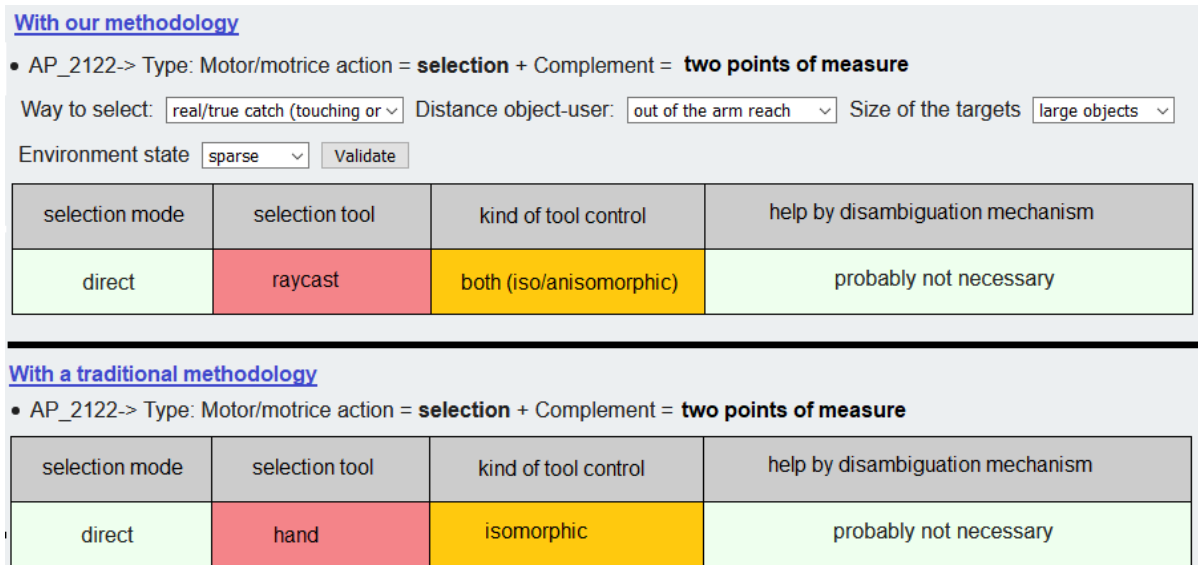 With our methodology
• AP_2122-> Type: Motor/motrice action = selection + Complement = two points of measure
Way to select: real/true catch (touching or Distance object-user: out of the arm reach Size of the targets large objects
Environment state sparse Validate
selection mode selection tool kind of tool control help by disambiguation mechanism
direct raycast both (iso/anisomorphic) probably not necessary
With a traditional methodology
• AP_2122-> Type: Motor/motrice action = selection + Complement = two points of measure
selection mode selection tool kind of tool control help by disambiguation mechanism
direct hand isomorphic probably not necessary